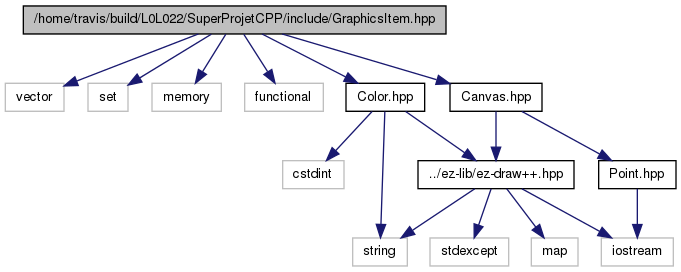 /home/travis/build/L0L022/SuperProjetCPP/include/GraphicsItem.hpp
vector
set
memory
functional
Color.hpp
Canvas.hpp
cstdint
../ez-lib/ez-draw++.hpp
Point.hpp
string
stdexcept
map
iostream